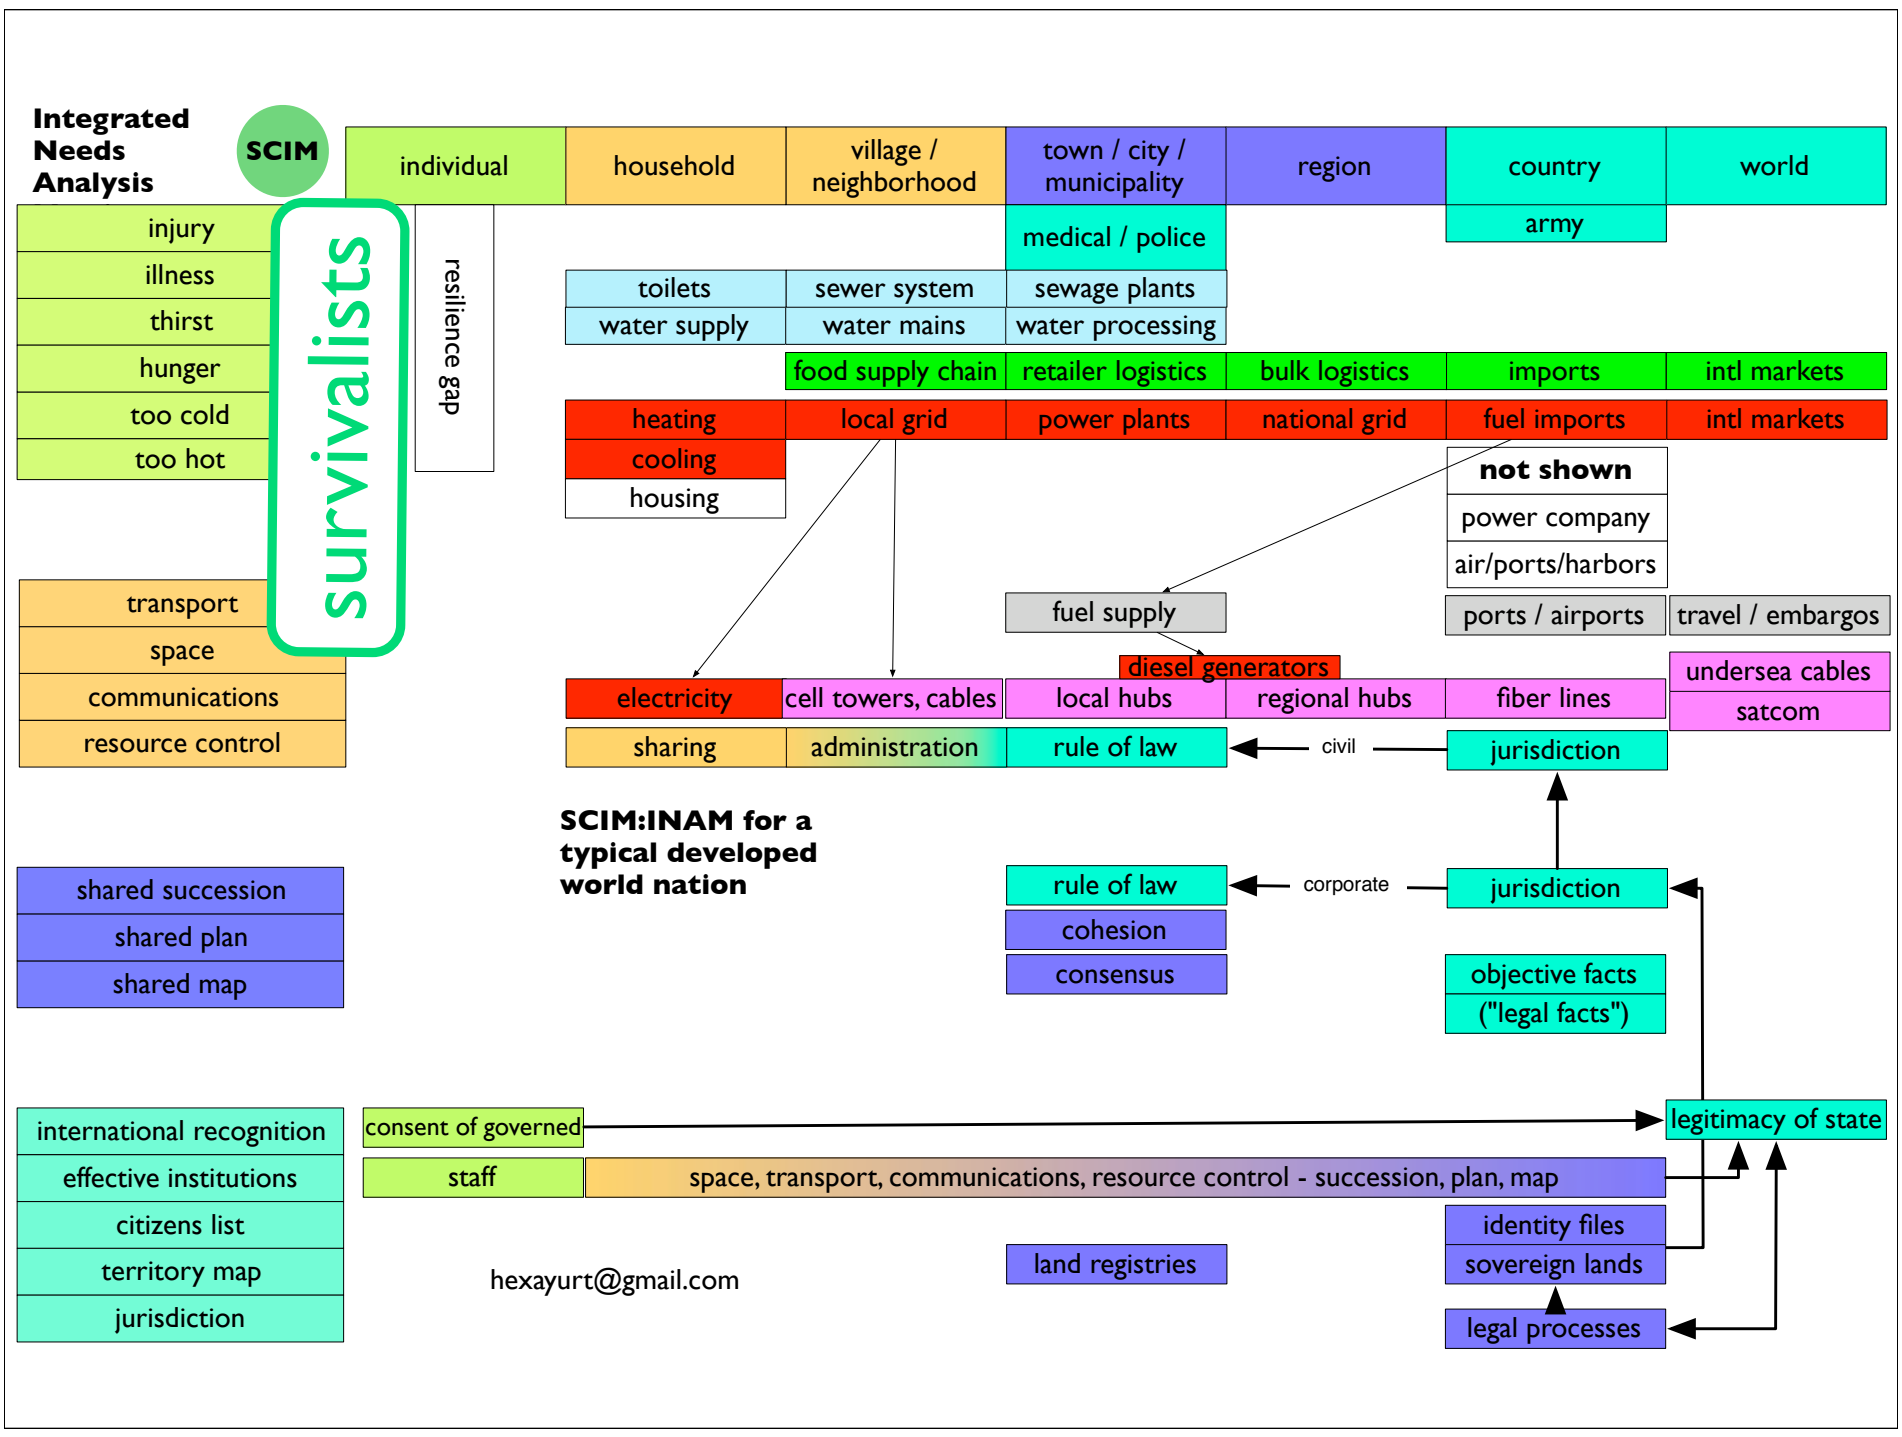 Integrated
Needs
Analysis
SCIM
individual
household
village /
neighborhood
town / city /
municipality
region
country
world
injury
illness
thirst
hunger
too cold
too hot
survivalists
resilience gap
medical / police
army
toilets
sewer system
sewage plants
water supply
water mains
water processing
food supply chain
retailer logistics
bulk logistics
imports
intl markets
heating
local grid
power plants
national grid
fuel imports
intl markets
cooling
housing
not shown
power company
air/ports/harbors
transport
space
communications
resource control
fuel supply
ports / airports
travel / embargos
diesel generators
undersea cables
satcom
electricity
cell towers, cables
local hubs
regional hubs
fiber lines
sharing
administration
rule of law
civil
jurisdiction
SCIM:INAM for a
typical developed
world nation
shared succession
shared plan
shared map
rule of law
corporate
jurisdiction
cohesion
consensus
objective facts
("legal facts")
international recognition
effective institutions
citizens list
territory map
jurisdiction
consent of governed
legitimacy of state
staff
space, transport, communications, resource control - succession, plan, map
identity files
land registries
sovereign lands
hexayurt@gmail.com
legal processes